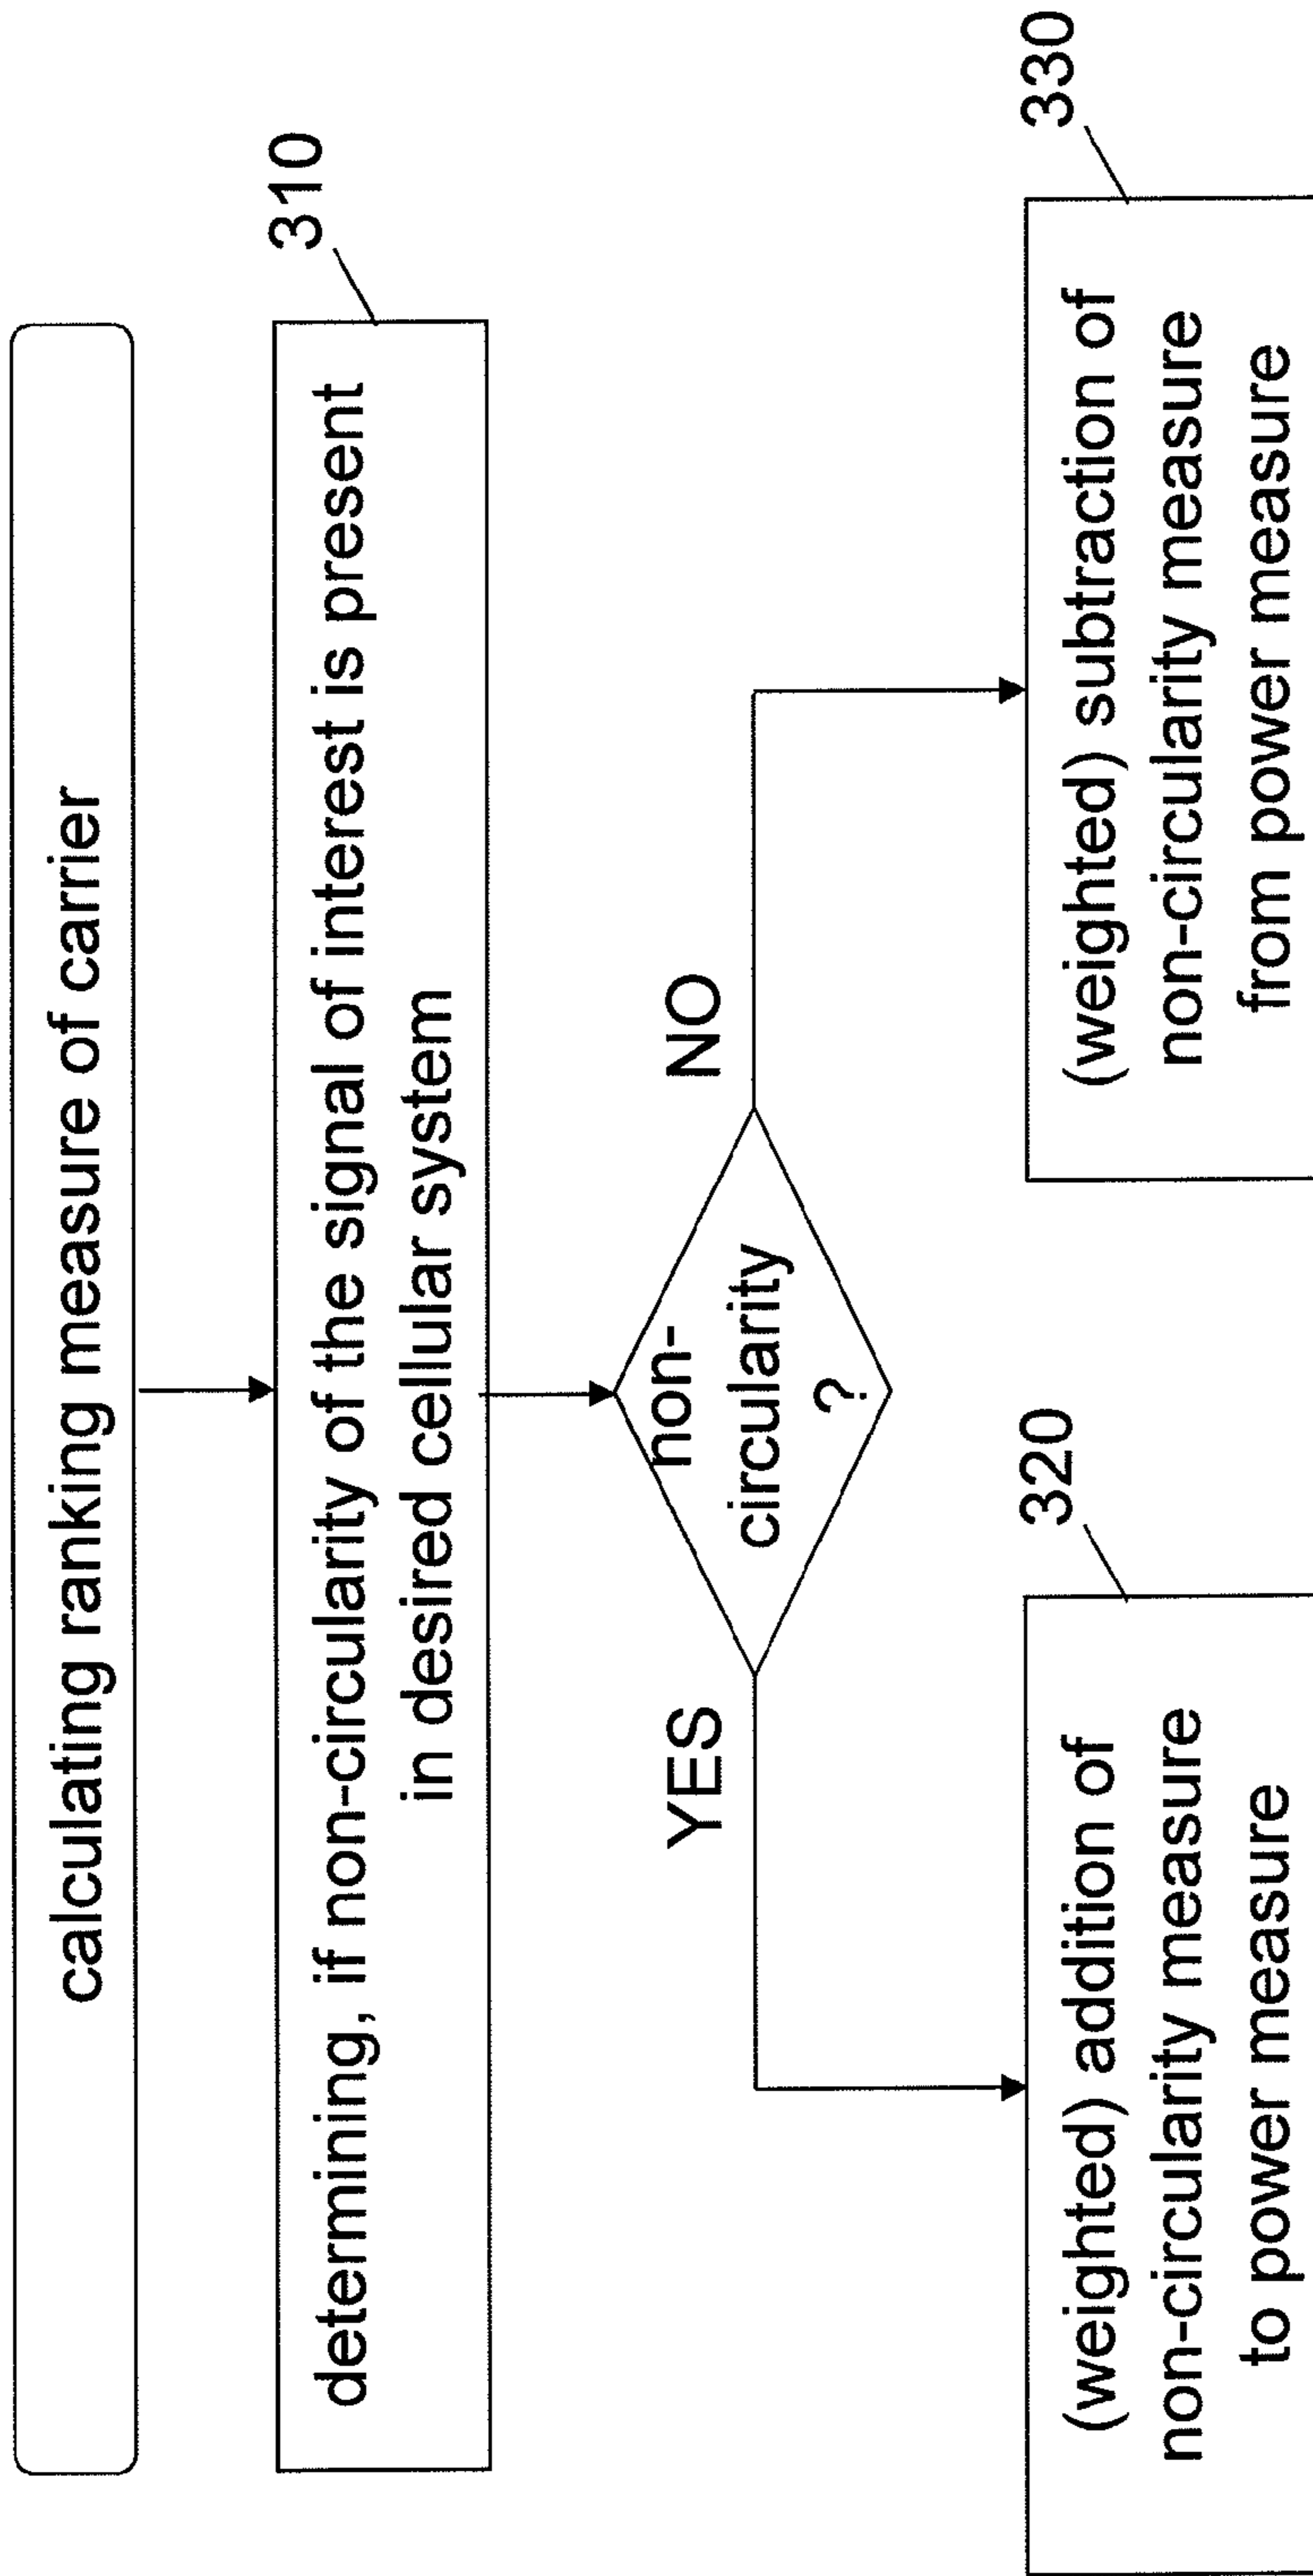 calculating ranking measure of carrier
310
determining, if non-circularity of the signal of interest is present
in desired cellular system
non-
circularity
?
YES
NO
320
(weighted) addition of
non-circularity measure
to power measure
330
(weighted) subtraction of
non-circularity measure
from power measure